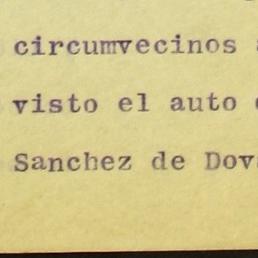 circumvecinos
visto el auto
Sanchez de Dov